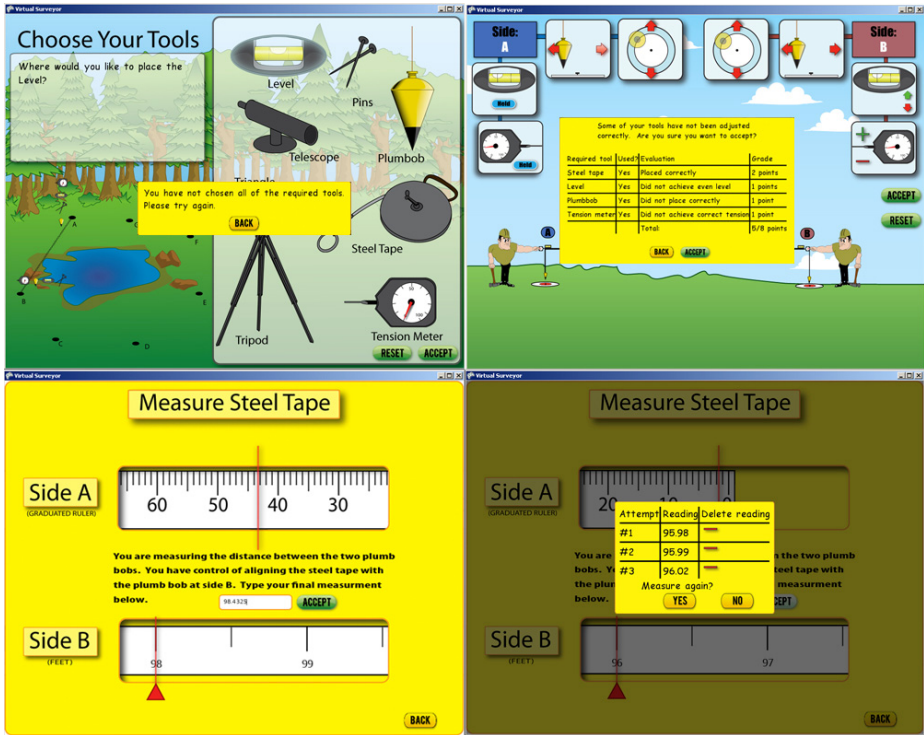 Virtual Surveyor
Choose Your Tools
Where would you like to place the
Level?
Level
Pins
Telescope
Plumbob
Triangle
You have not chosen all of the required tools.
Please try again.
BACK
Steel Tape
Tripod
50
100
Tension Meter
RESET ACCEPT
A
B
C
D
E
F
Virtual Surveyor
Side:
A
Side:
B
Hold
Hold
Some of your tools have not been adjusted
correctly. Are you sure you want to accept?
Required tool Used? Evaluation Grade
Steel tape Yes Placed correctly 2 points
Level Yes Did not achieve even level 1 points
Plumbbob Yes Did not place correctly 1 point
Tension meter Yes Did not achieve correct tension 1 point
Total: 5/8 points
BACK ACCEPT
ACCEPT
RESET
A
B
Virtual Surveyor
Measure Steel Tape
Side A
(GRADUATED RULER)
60 50 40 30
You are measuring the distance between the two plumb
bobs. You have control of aligning the steel tape with
the plumb bob at side B. Type your final measurment
below.
98.4325
ACCEPT
Side B
(FEET)
98 99
BACK
Virtual Surveyor
Measure Steel Tape
Side A
(GRADUATED RULER)
20 10 0
You are
bobs. You
the plum
below.
n the two plumb
teel tape with
measurment
Attempt Reading Delete reading
#1 95.98
#2 95.99
#3 96.02
Measure again?
YES NO
Side B
(FEET)
96 97
BACK